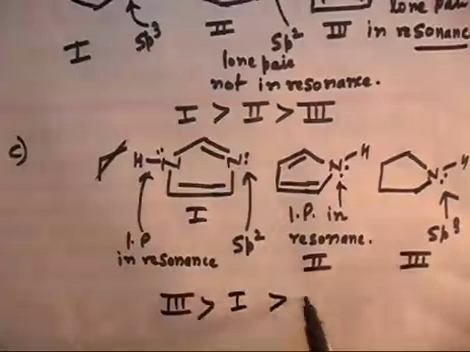 I sp³ II sp² III lone pair
lone pair in resonance
not in resonance.
I > II > III
c)
H-N: N: N-H N-H
I
l.p sp² l.P. in sp³
in resonance resonanc.
II III
III > I >